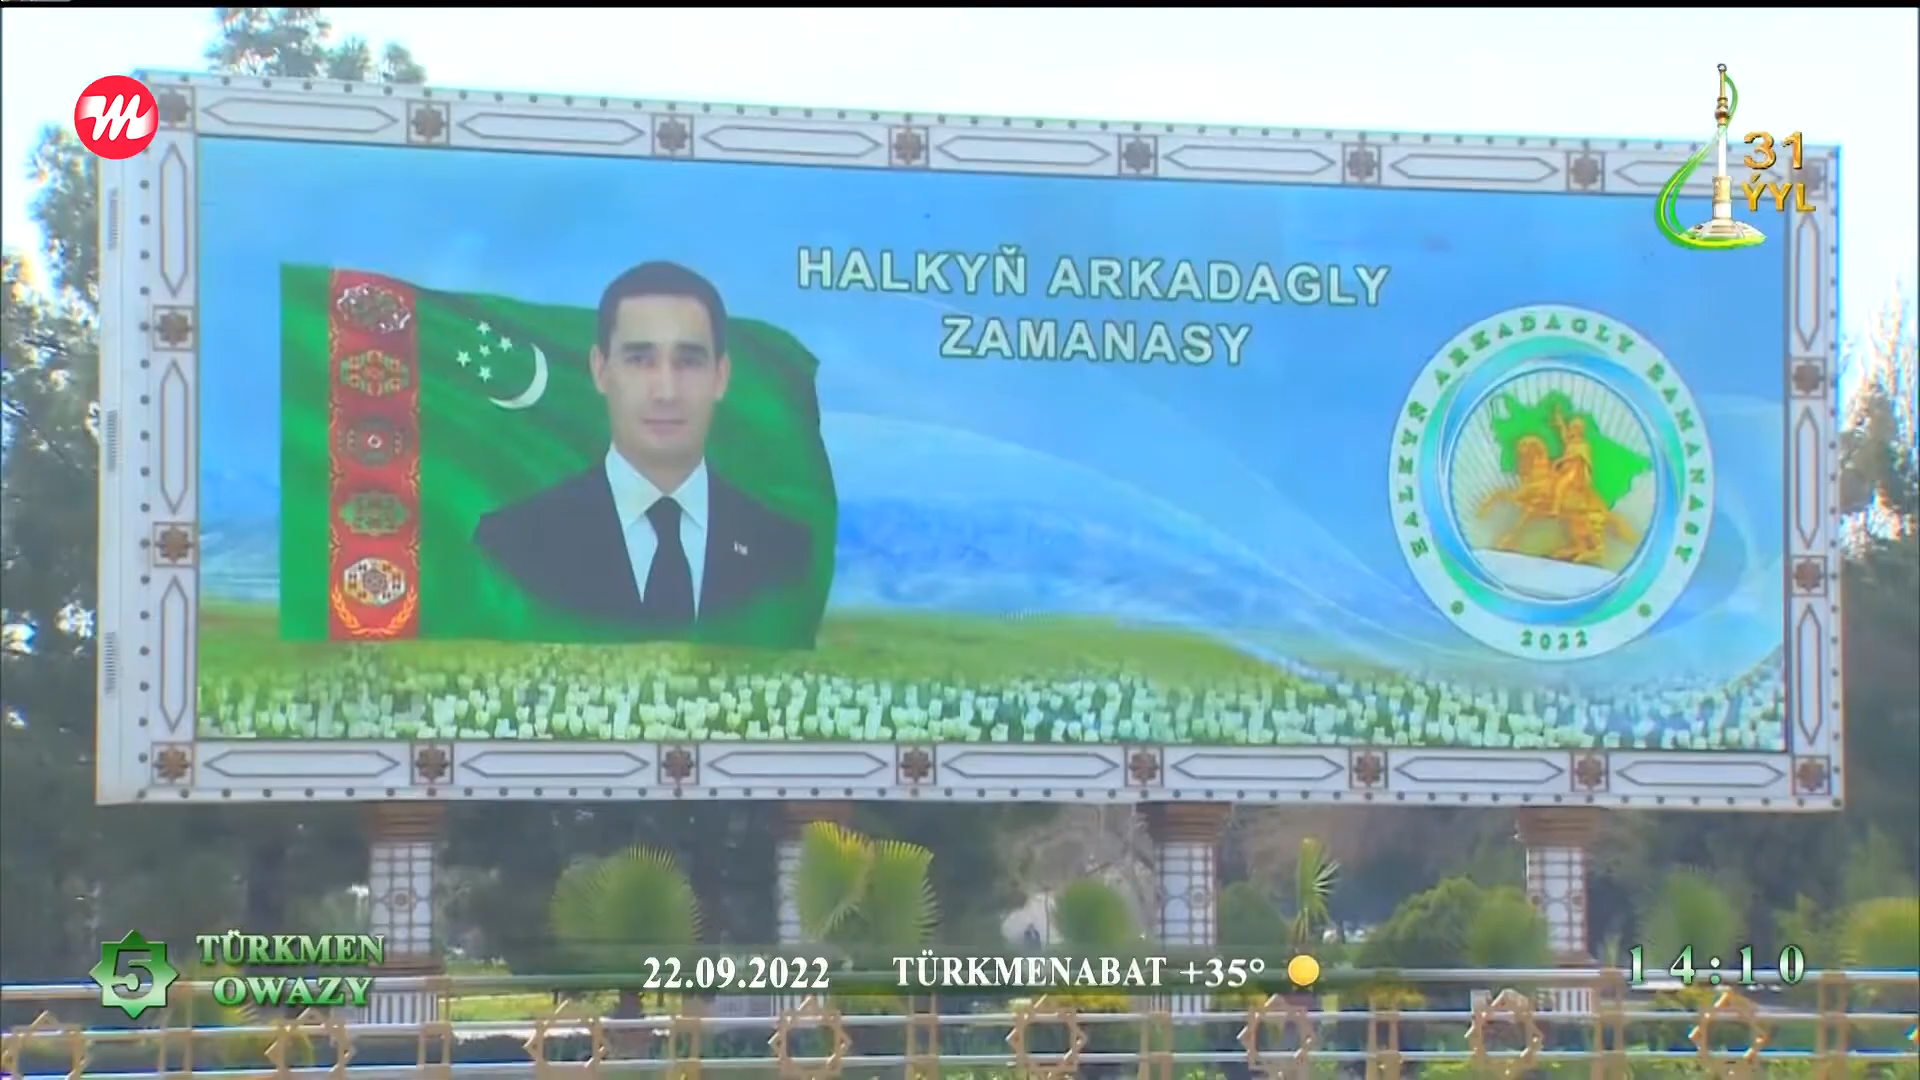 m
31
ÝYL
HALKYŇ ARKADAGLY
ZAMANASY
HALKYŇ ARKADAGLY ZAMANASY
2022
5
TÜRKMEN
OWAZY
22.09.2022 TÜRKMENABAT +35°
14:10